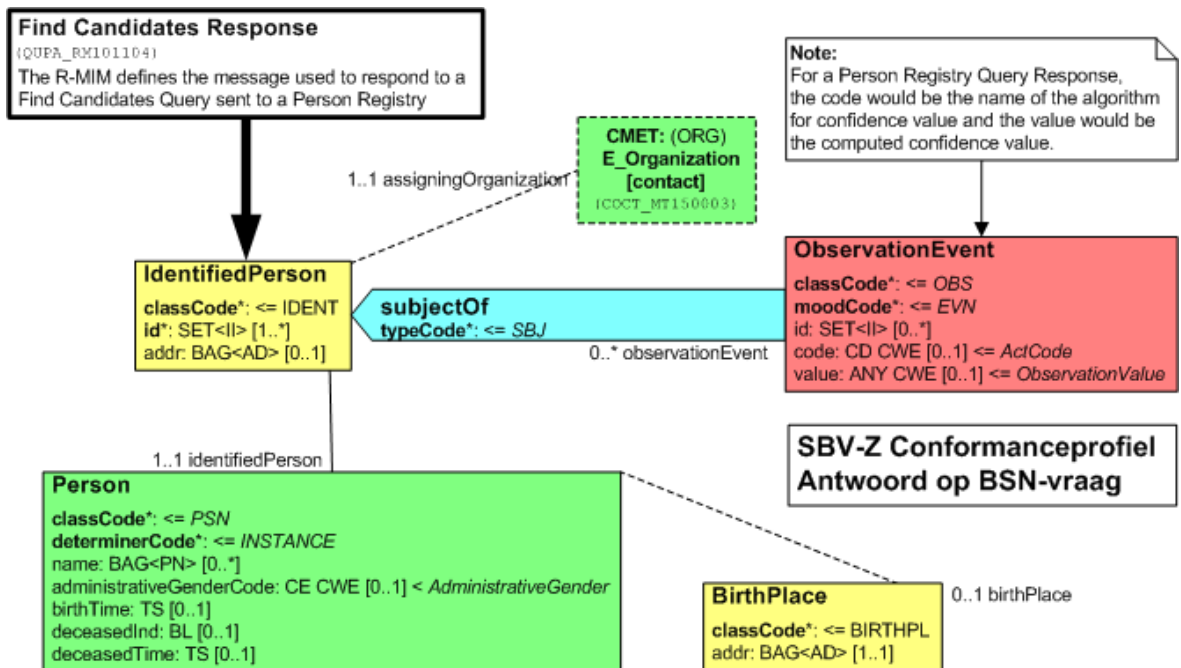 Find Candidates Response
(QUPA_RM101104)
The R-MIM defines the message used to respond to a
Find Candidates Query sent to a Person Registry
Note:
For a Person Registry Query Response,
the code would be the name of the algorithm
for confidence value and the value would be
the computed confidence value.
CMET: (ORG)
E_Organization
[contact]
(COCT_MT150003)
1..1 assigningOrganization
IdentifiedPerson
classCode*: <= IDENT
id*: SET<II> [1..*]
addr: BAG<AD> [0..1]
subjectOf
typeCode*: <= SBJ
0..* observationEvent
ObservationEvent
classCode*: <= OBS
moodCode*: <= EVN
id: SET<II> [0..*]
code: CD CWE [0..1] <= ActCode
value: ANY CWE [0..1] <= ObservationValue
SBV-Z Conformanceprofiel
Antwoord op BSN-vraag
1..1 identifiedPerson
Person
classCode*: <= PSN
determinerCode*: <= INSTANCE
name: BAG<PN> [0..*]
administrativeGenderCode: CE CWE [0..1] < AdministrativeGender
birthTime: TS [0..1]
deceasedInd: BL [0..1]
deceasedTime: TS [0..1]
BirthPlace
classCode*: <= BIRTHPL
addr: BAG<AD> [1..1]
0..1 birthPlace